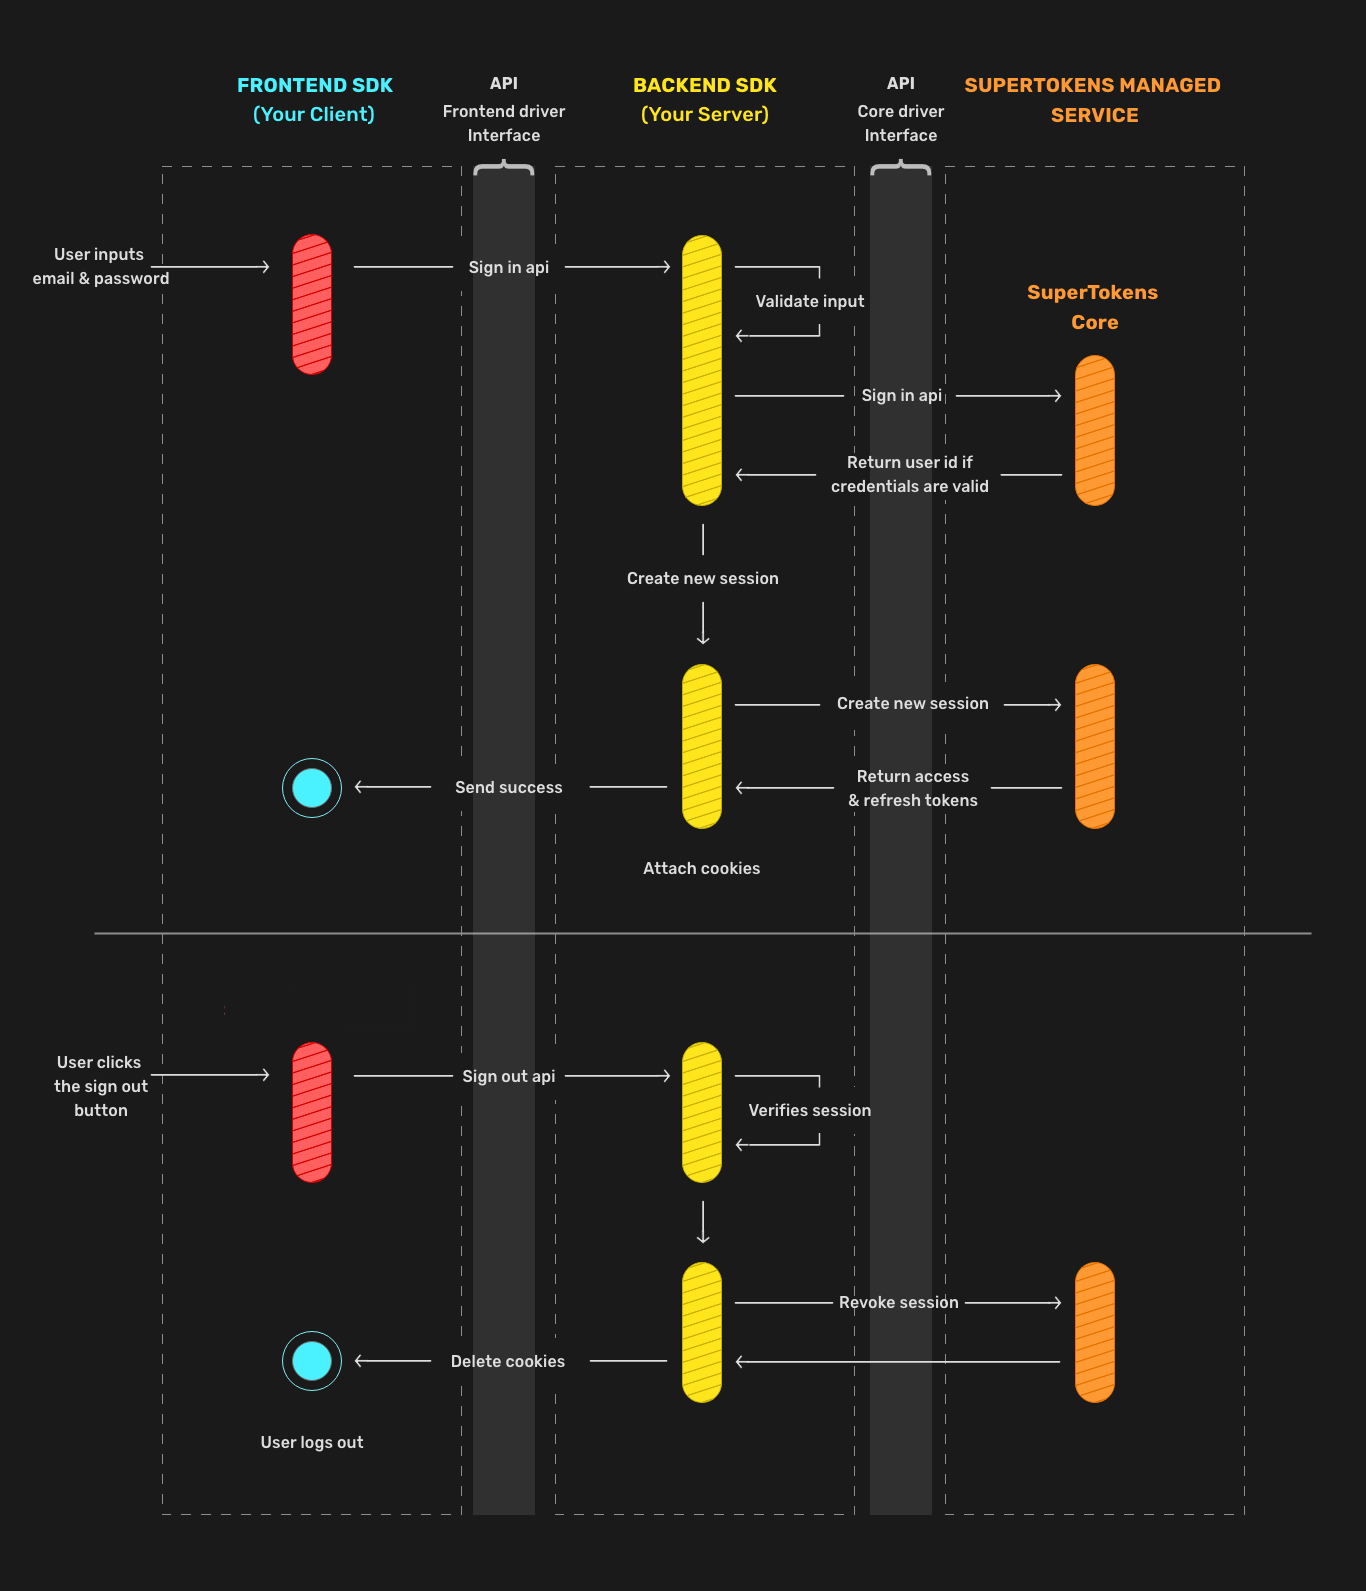 FRONTEND SDK
(Your Client)
API
Frontend driver
Interface
BACKEND SDK
(Your Server)
API
Core driver
Interface
SUPERTOKENS MANAGED
SERVICE
User inputs
email & password
Sign in api
Validate input
SuperTokens
Core
Sign in api
Return user id if
credentials are valid
Create new session
Create new session
Send success
Return access
& refresh tokens
Attach cookies
User clicks
the sign out
button
Sign out api
Verifies session
Revoke session
Delete cookies
User logs out